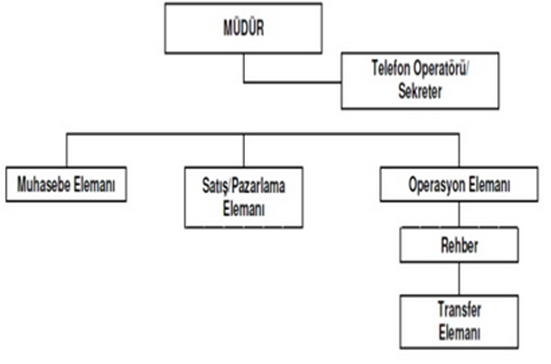 MÜDÜR
Telefon Operatörü/
Sekreter
Muhasebe Elemanı
Satış/Pazarlama
Elemanı
Operasyon Elemanı
Rehber
Transfer
Elemanı